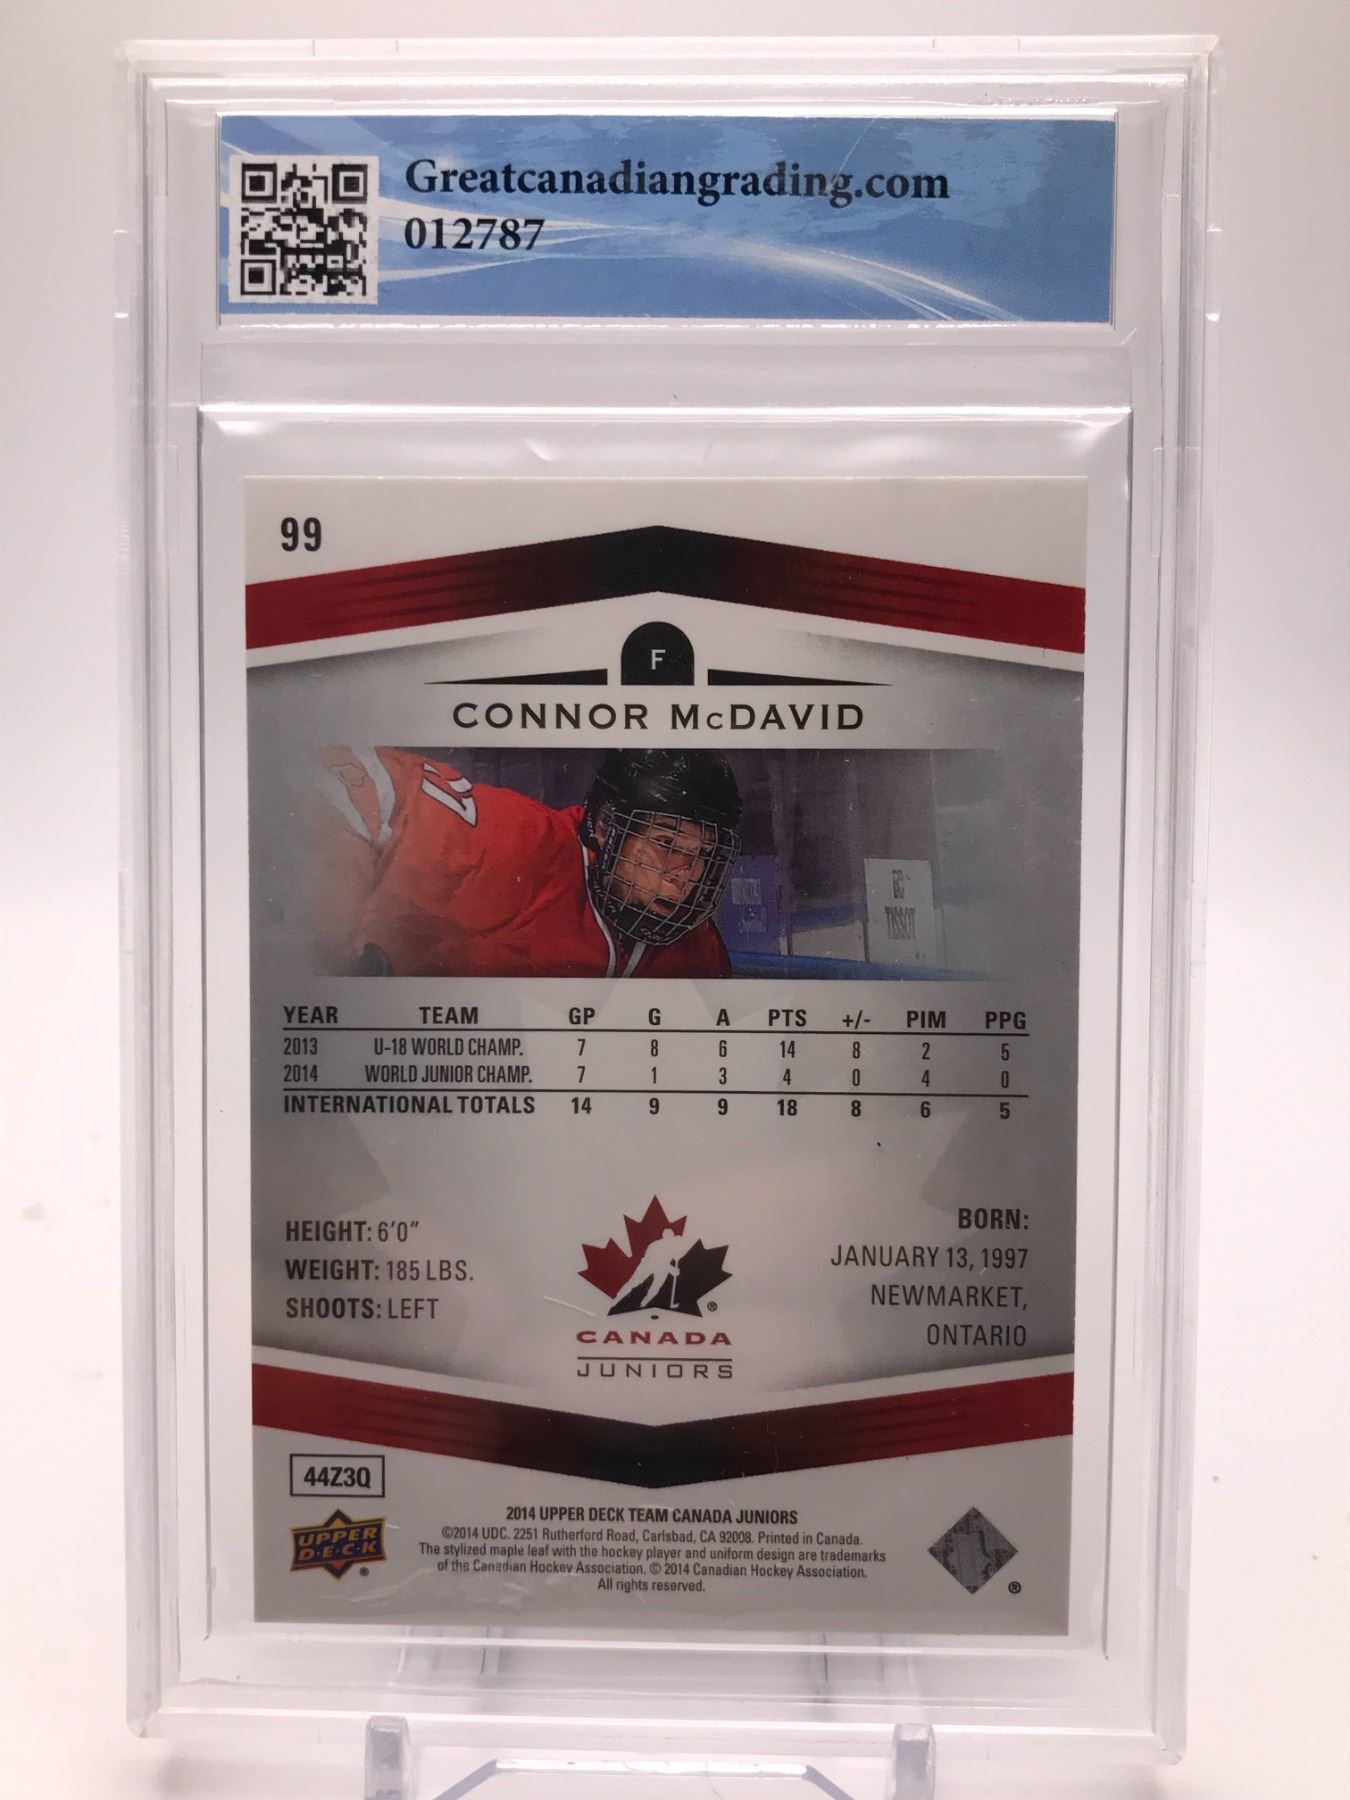 Greatcanadiangrading.com
012787
99
F
CONNOR McDAVID
17
TISSOT
YEAR TEAM GP G A PTS +/- PIM PPG
2013 U-18 WORLD CHAMP. 7 8 6 14 8 2 5
2014 WORLD JUNIOR CHAMP. 7 1 3 4 0 4 0
INTERNATIONAL TOTALS 14 9 9 18 8 6 5
HEIGHT: 6'0"
WEIGHT: 185 LBS.
SHOOTS: LEFT
BORN:
JANUARY 13, 1997
NEWMARKET,
ONTARIO
®
CANADA
JUNIORS
44Z3Q
UPPER
D·E·C·K
®
2014 UPPER DECK TEAM CANADA JUNIORS
©2014 UDC. 2251 Rutherford Road, Carlsbad, CA 92008. Printed in Canada.
The stylized maple leaf with the hockey player and uniform design are trademarks
of the Canadian Hockey Association. © 2014 Canadian Hockey Association.
All rights reserved.
®